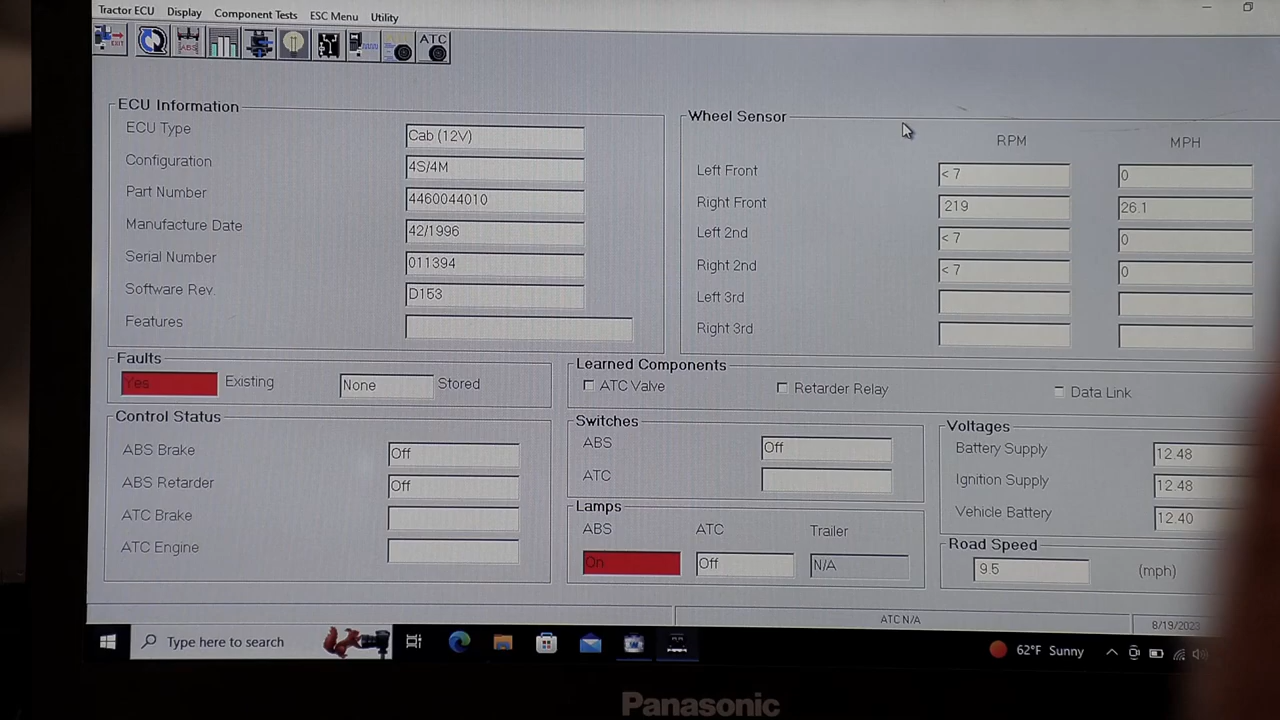 Tractor ECU Display Component Tests ESC Menu Utility
EXIT ABS ATC
ECU Information
ECU Type Cab (12V)
Configuration 4S/4M
Part Number 4460044010
Manufacture Date 42/1996
Serial Number 011394
Software Rev. D153
Features
Wheel Sensor
RPM MPH
Left Front < 7 0
Right Front 219 26.1
Left 2nd < 7 0
Right 2nd < 7 0
Left 3rd
Right 3rd
Faults
Yes Existing None Stored
Learned Components
ATC Valve Retarder Relay Data Link
Control Status
ABS Brake Off
ABS Retarder Off
ATC Brake
ATC Engine
Switches
ABS Off
ATC
Lamps
ABS ATC Trailer
On Off N/A
Voltages
Battery Supply 12.48
Ignition Supply 12.48
Vehicle Battery 12.40
Road Speed
9.5 (mph)
ATC N/A 8/19/2023
Type here to search 62°F Sunny
Panasonic